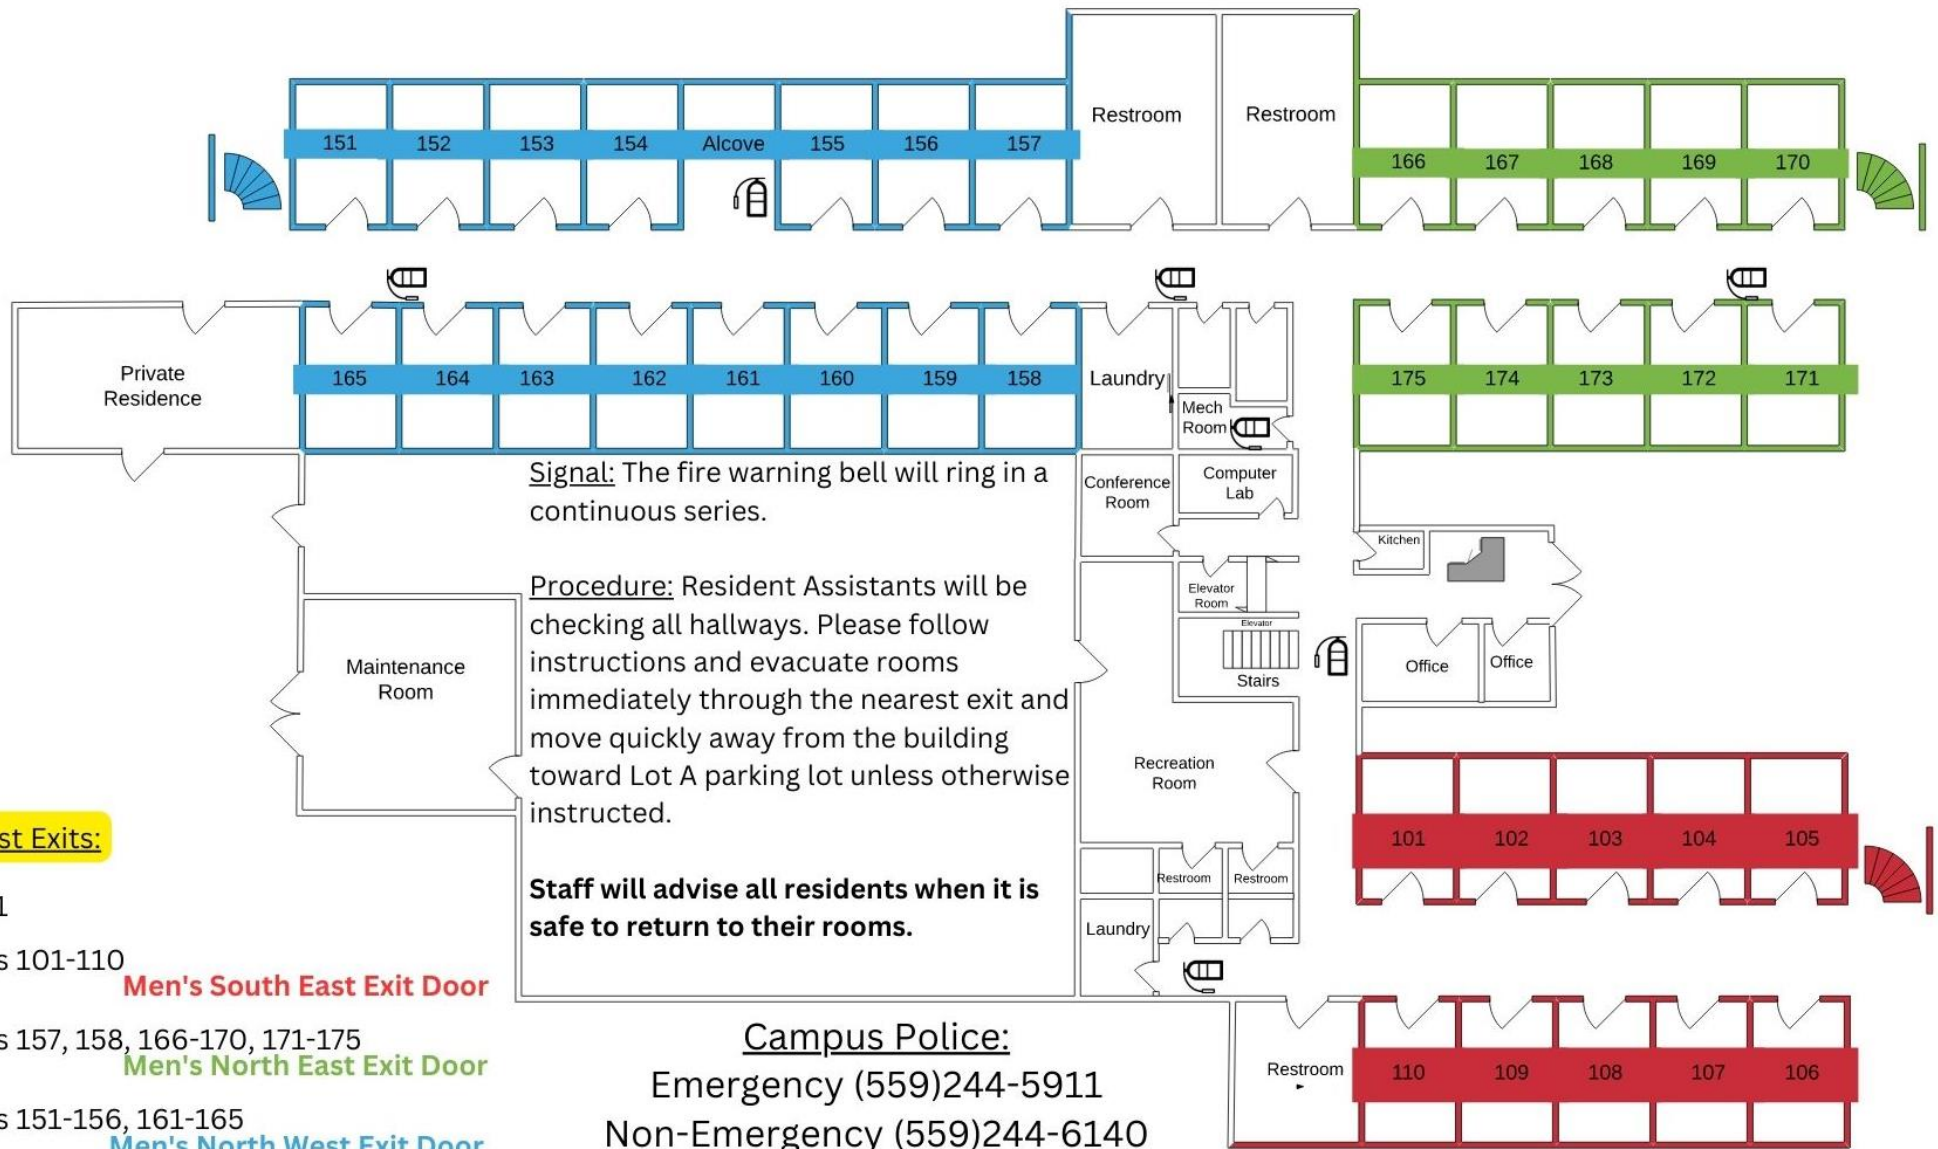 Restroom
Restroom
151 152 153 154 Alcove 155 156 157
166 167 168 169 170
Private
Residence
165 164 163 162 161 160 159 158
Laundry
175 174 173 172 171
Mech
Room
Signal: The fire warning bell will ring in a
continuous series.
Conference
Room
Computer
Lab
Kitchen
Procedure: Resident Assistants will be
checking all hallways. Please follow
instructions and evacuate rooms
immediately through the nearest exit and
move quickly away from the building
toward Lot A parking lot unless otherwise
instructed.
Elevator
Room
Elevator
Stairs
Office
Office
Maintenance
Room
Recreation
Room
101 102 103 104 105
Staff will advise all residents when it is
safe to return to their rooms.
Restroom
Restroom
Laundry
st Exits:
1
s 101-110
Men's South East Exit Door
s 157, 158, 166-170, 171-175
Men's North East Exit Door
s 151-156, 161-165
Men's North West Exit Door
Campus Police:
Emergency (559)244-5911
Non-Emergency (559)244-6140
Restroom
110 109 108 107 106